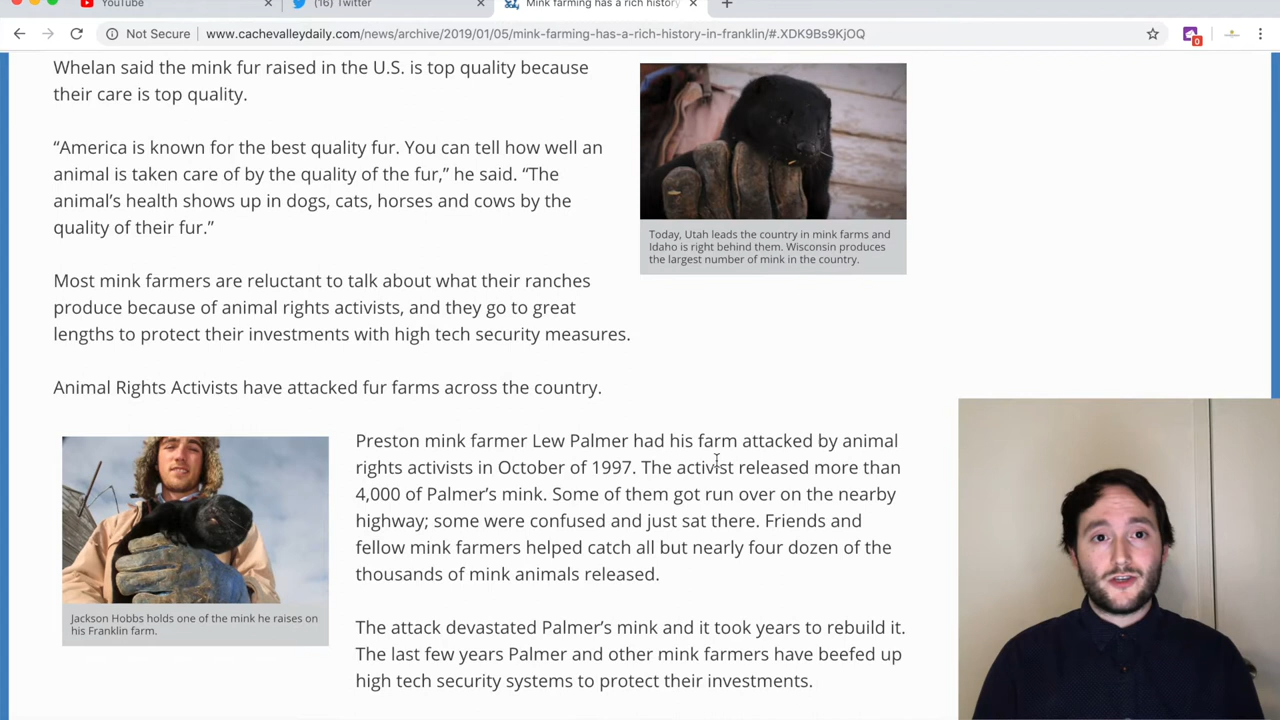 YouTube
(16) Twitter
Mink farming has a rich history
Not Secure
www.cachevalleydaily.com/news/archive/2019/01/05/mink-farming-has-a-rich-history-in-franklin/#.XDK9Bs9KjOQ
0
Whelan said the mink fur raised in the U.S. is top quality because
their care is top quality.
“America is known for the best quality fur. You can tell how well an
animal is taken care of by the quality of the fur,” he said. “The
animal’s health shows up in dogs, cats, horses and cows by the
quality of their fur.”
Today, Utah leads the country in mink farms and
Idaho is right behind them. Wisconsin produces
the largest number of mink in the country.
Most mink farmers are reluctant to talk about what their ranches
produce because of animal rights activists, and they go to great
lengths to protect their investments with high tech security measures.
Animal Rights Activists have attacked fur farms across the country.
Preston mink farmer Lew Palmer had his farm attacked by animal
rights activists in October of 1997. The activist released more than
4,000 of Palmer’s mink. Some of them got run over on the nearby
highway; some were confused and just sat there. Friends and
fellow mink farmers helped catch all but nearly four dozen of the
thousands of mink animals released.
Jackson Hobbs holds one of the mink he raises on
his Franklin farm.
The attack devastated Palmer’s mink and it took years to rebuild it.
The last few years Palmer and other mink farmers have beefed up
high tech security systems to protect their investments.